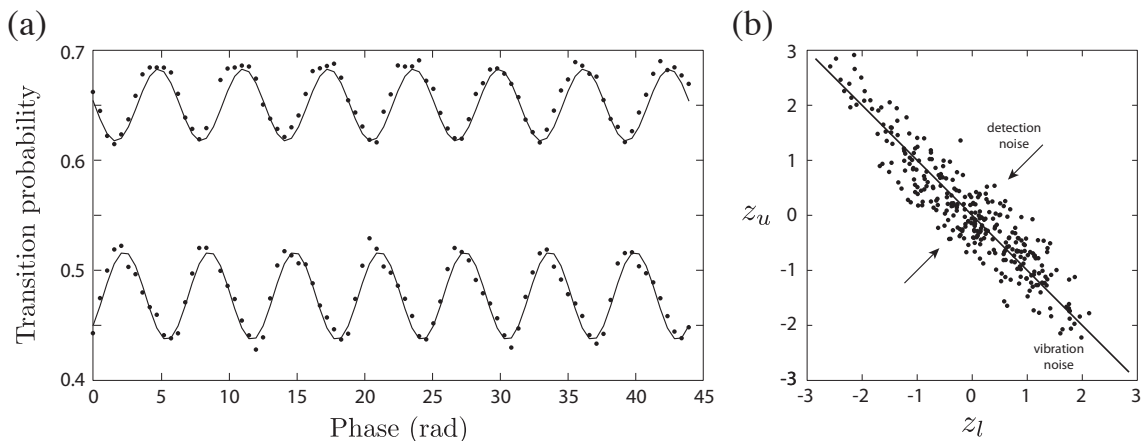 (a)
0.7
0.6
0.5
0.4
Transition probability
0 5 10 15 20 25 30 35 40 45
Phase (rad)
(b)
3
2
1
0
-1
-2
-3
z_u
detection
noise
vibration
noise
-3 -2 -1 0 1 2 3
z_l